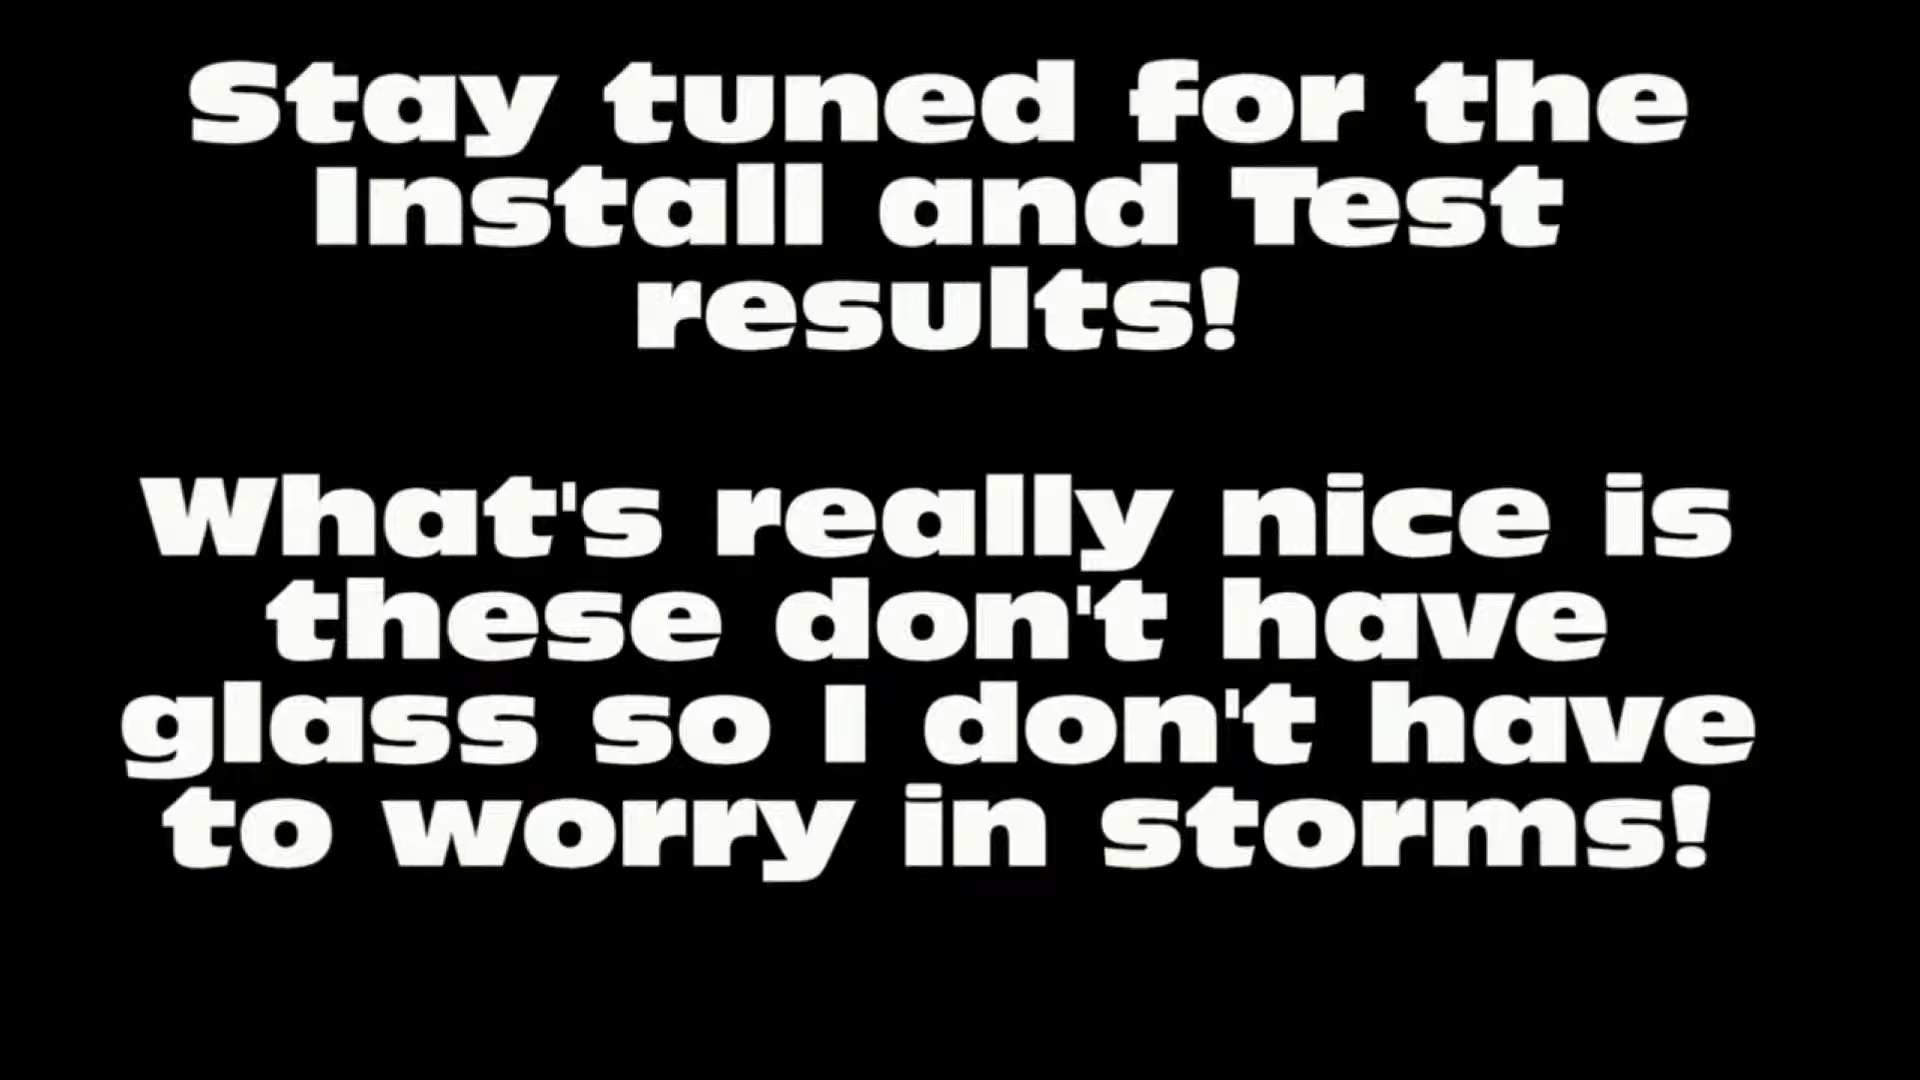 Stay tuned for the
Install and Test
results!
What's really nice is
these don't have
glass so I don't have
to worry in storms!